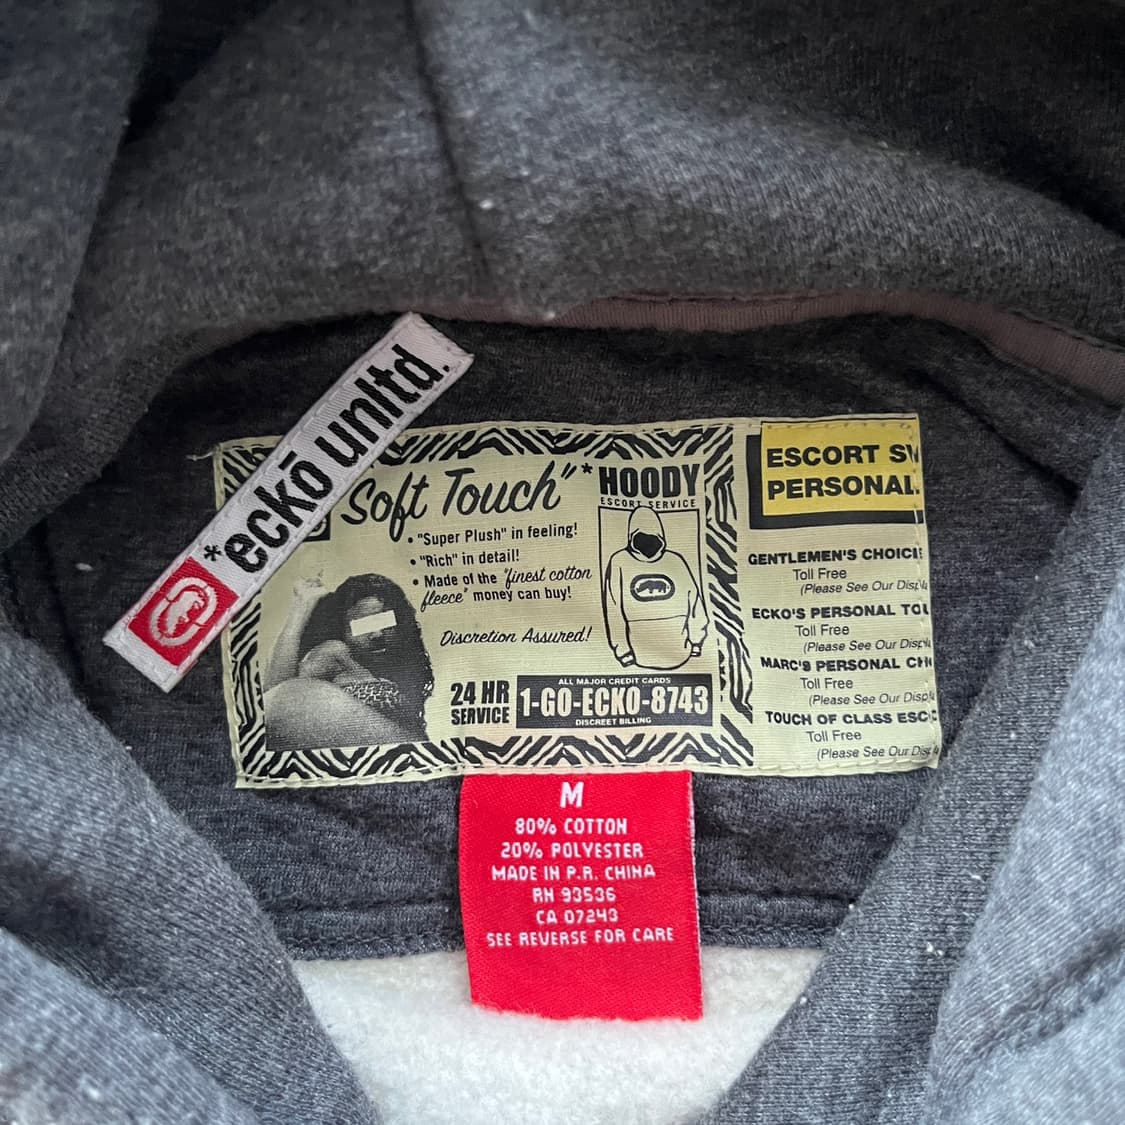 *eckō unltd.
"Soft Touch"*
HOODY
ESCORT SERVICE
• "Super Plush" in feeling!
• "Rich" in detail!
• Made of the "finest cotton
fleece" money can buy!
Discretion Assured!
24 HR
SERVICE
ALL MAJOR CREDIT CARDS
1-GO-ECKO-8743
DISCREET BILLING
ESCORT
PERSONAL
GENTLEMEN'S CHOICE
Toll Free
(Please See Our
ECKO'S PERSONAL
Toll Free
(Please See Our
MARC'S PERSONAL
Toll Free
(Please See Our
TOUCH OF CLASS
Toll Free
(Please See Our
M
80% COTTON
20% POLYESTER
MADE IN P.R. CHINA
RN 93536
CA 07243
SEE REVERSE FOR CARE